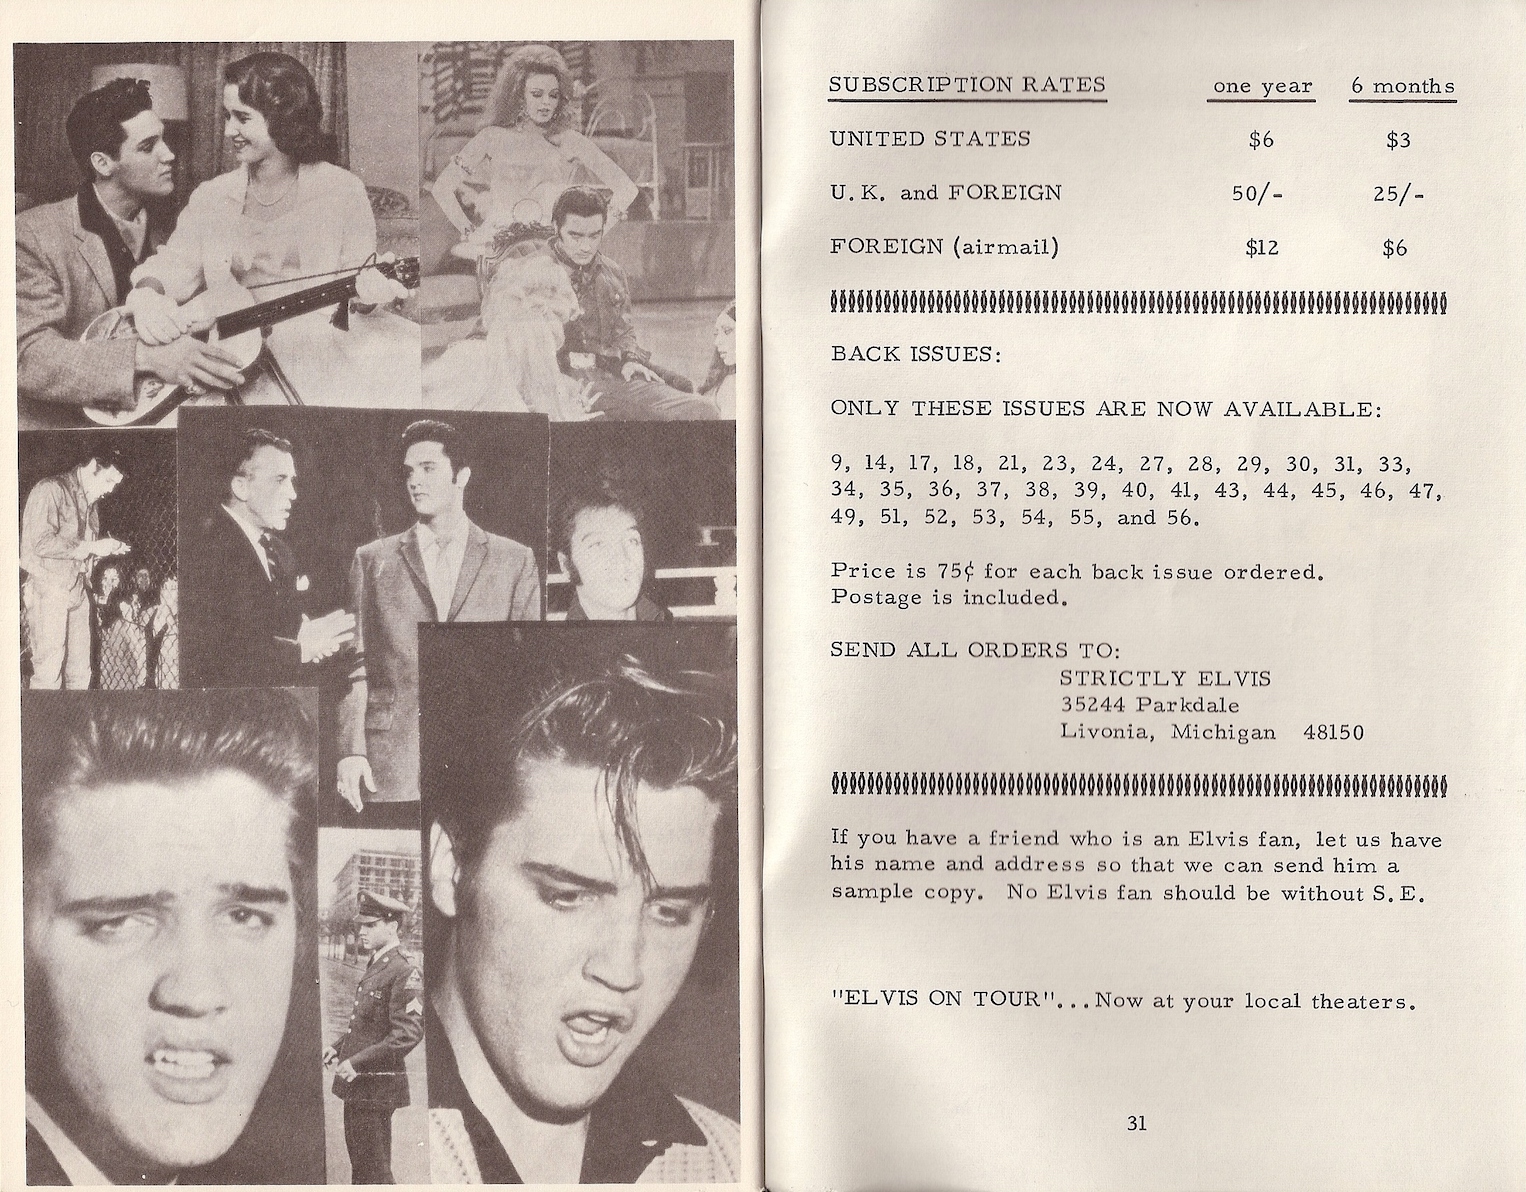 SUBSCRIPTION RATES one year 6 months
UNITED STATES $6 $3
U. K. and FOREIGN 50/- 25/-
FOREIGN (airmail) $12 $6
BACK ISSUES:
ONLY THESE ISSUES ARE NOW AVAILABLE:
9, 14, 17, 18, 21, 23, 24, 27, 28, 29, 30, 31, 33,
34, 35, 36, 37, 38, 39, 40, 41, 43, 44, 45, 46, 47,
49, 51, 52, 53, 54, 55, and 56.
Price is 75¢ for each back issue ordered.
Postage is included.
SEND ALL ORDERS TO:
STRICTLY ELVIS
35244 Parkdale
Livonia, Michigan 48150
If you have a friend who is an Elvis fan, let us have
his name and address so that we can send him a
sample copy. No Elvis fan should be without S. E.
"ELVIS ON TOUR"... Now at your local theaters.
31